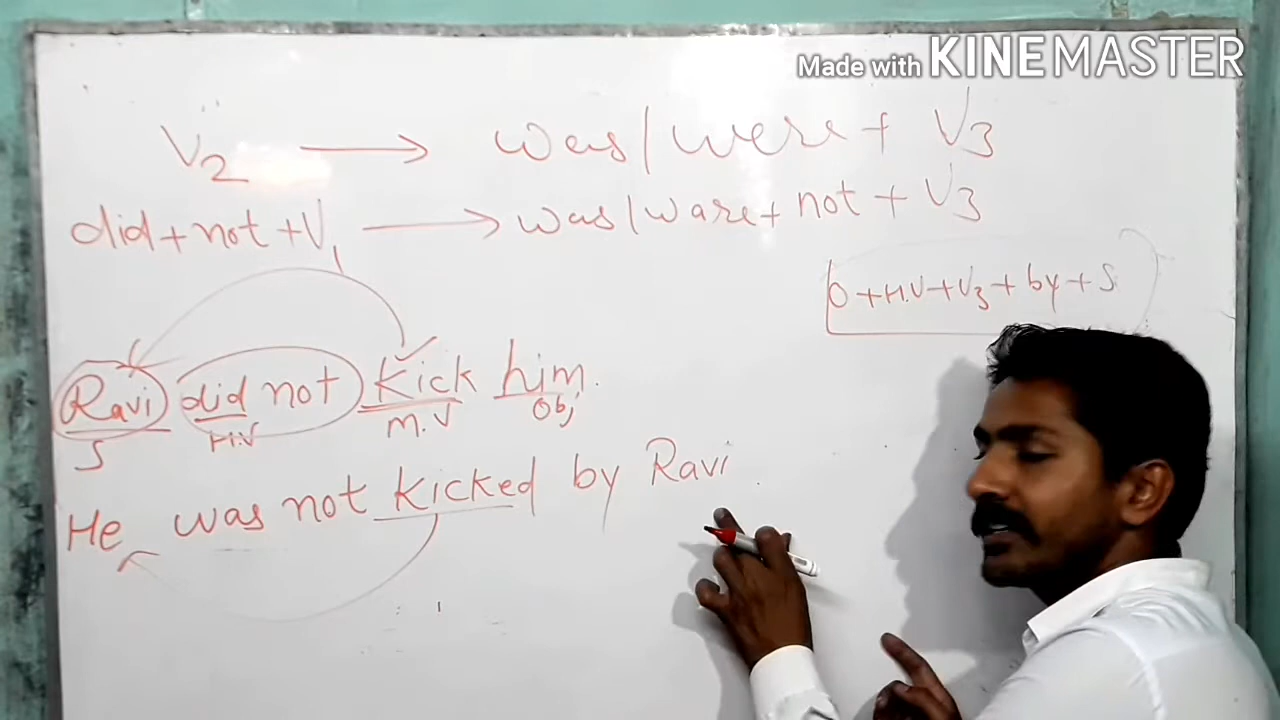 Made with KINEMASTER
V2 → was/were + V3
did + not + V1 → was/ware + not + V3
O + H.V + V3 + by + S
Ravi did not Kick him.
S H.V M.V Obj
He was not Kicked by Ravi.